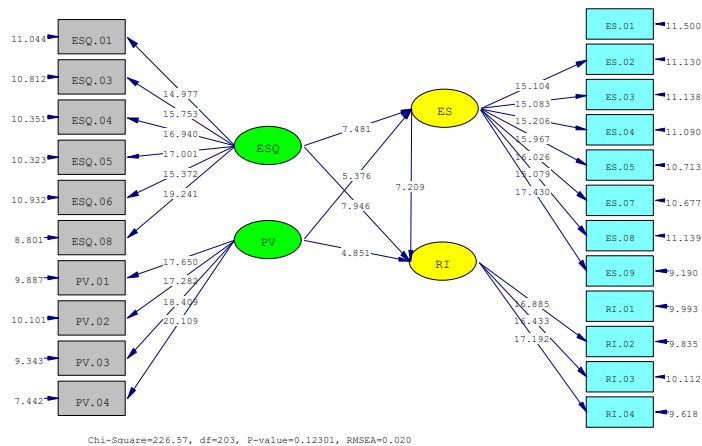 11.044
ESQ.01
10.812
ESQ.03
10.351
ESQ.04
10.323
ESQ.05
10.932
ESQ.06
8.801
ESQ.08
9.887
PV.01
10.101
PV.02
9.343
PV.03
7.442
PV.04
14.977
15.753
16.940
17.001
15.372
19.241
17.650
17.282
18.409
20.109
ESQ
PV
7.481
5.376
7.946
4.851
7.209
ES
RI
15.104
15.083
15.206
15.967
16.026
15.079
17.430
16.885
16.433
17.192
ES.01
11.500
ES.02
11.130
ES.03
11.138
ES.04
11.090
ES.05
10.713
ES.07
10.677
ES.08
11.139
ES.09
9.190
RI.01
9.993
RI.02
9.835
RI.03
10.112
RI.04
9.618
Chi-Square=226.57, df=203, P-value=0.12301, RMSEA=0.020